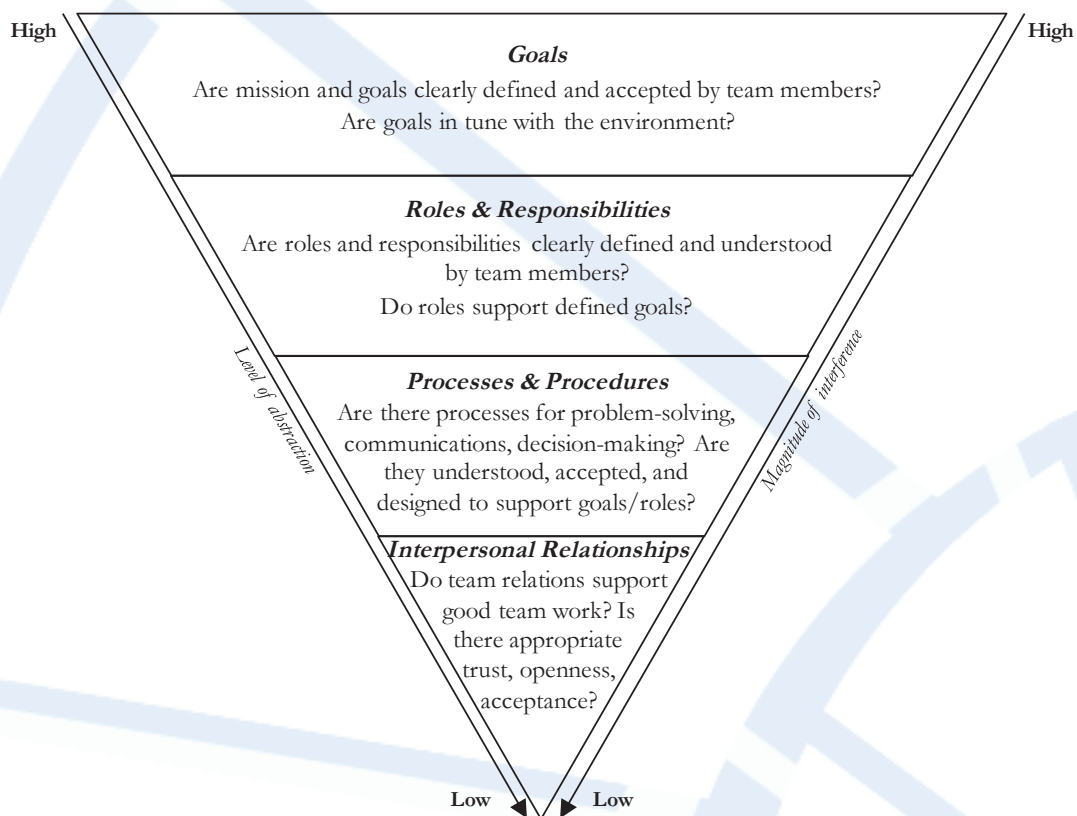 High
High
Goals
Are mission and goals clearly defined and accepted by team members?
Are goals in tune with the environment?
Roles & Responsibilities
Are roles and responsibilities clearly defined and understood
by team members?
Do roles support defined goals?
Level of abstraction
Magnitude of interference
Processes & Procedures
Are there processes for problem-solving,
communications, decision-making? Are
they understood, accepted, and
designed to support goals/roles?
Interpersonal Relationships
Do team relations support
good team work? Is
there appropriate
trust, openness,
acceptance?
Low
Low